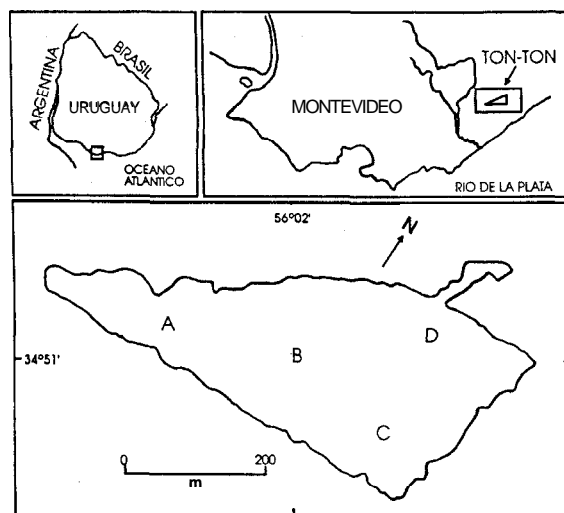 ARGENTINA
BRASIL
URUGUAY
OCEANO
ATLANTICO
TON-TON
MONTEVIDEO
RIO DE LA PLATA
56°02'
N
34°51'
A
B
C
D
0
200
m